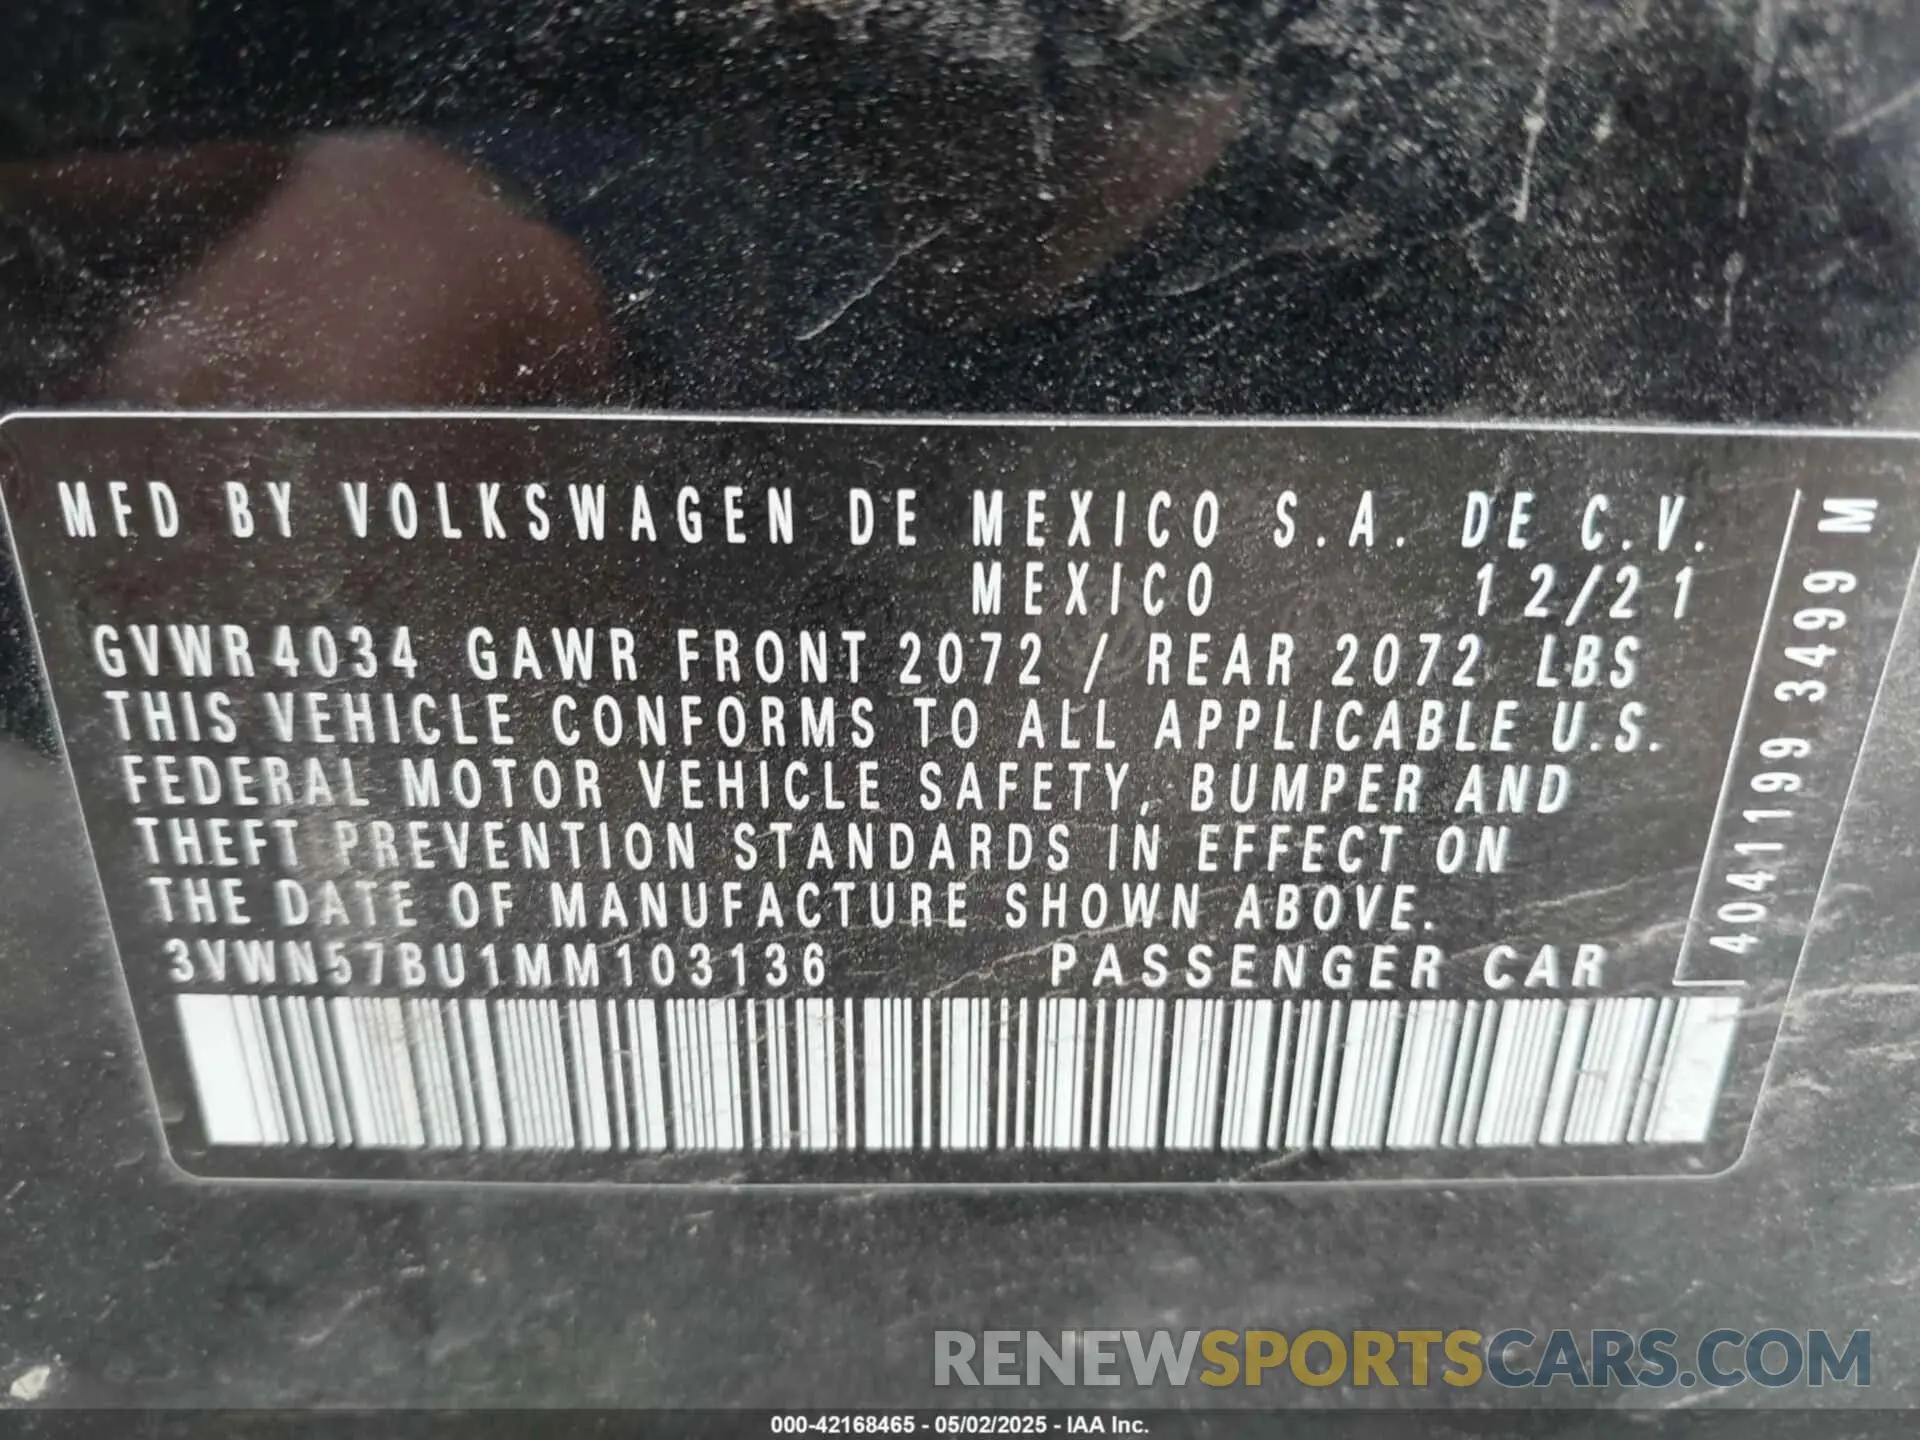 MFD BY VOLKSWAGEN DE MEXICO S.A. DE C.V.
MEXICO 12/21
GVWR 4034 GAWR FRONT 2072 / REAR 2072 LBS
THIS VEHICLE CONFORMS TO ALL APPLICABLE U.S.
FEDERAL MOTOR VEHICLE SAFETY, BUMPER AND
THEFT PREVENTION STANDARDS IN EFFECT ON
THE DATE OF MANUFACTURE SHOWN ABOVE.
3VWN57BU1MM103136 PASSENGER CAR
4041199 3499 M
RENEWSPORTSCARS.COM
000-42168465 - 05/02/2025 - IAA Inc.